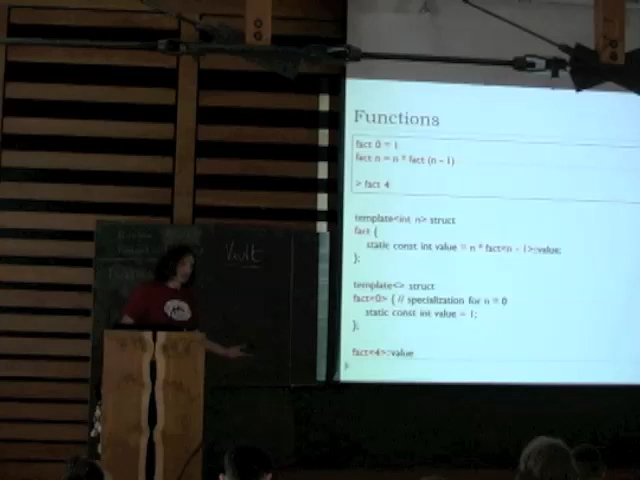 Functions
fact 0 = 1
fact n = n * fact (n - 1)
> fact 4
template<int n> struct
fact {
static const int value = n * fact<n - 1>::value;
};
template<> struct
fact<0> { // specialization for n = 0
static const int value = 1;
};
fact<4>::value
Vault